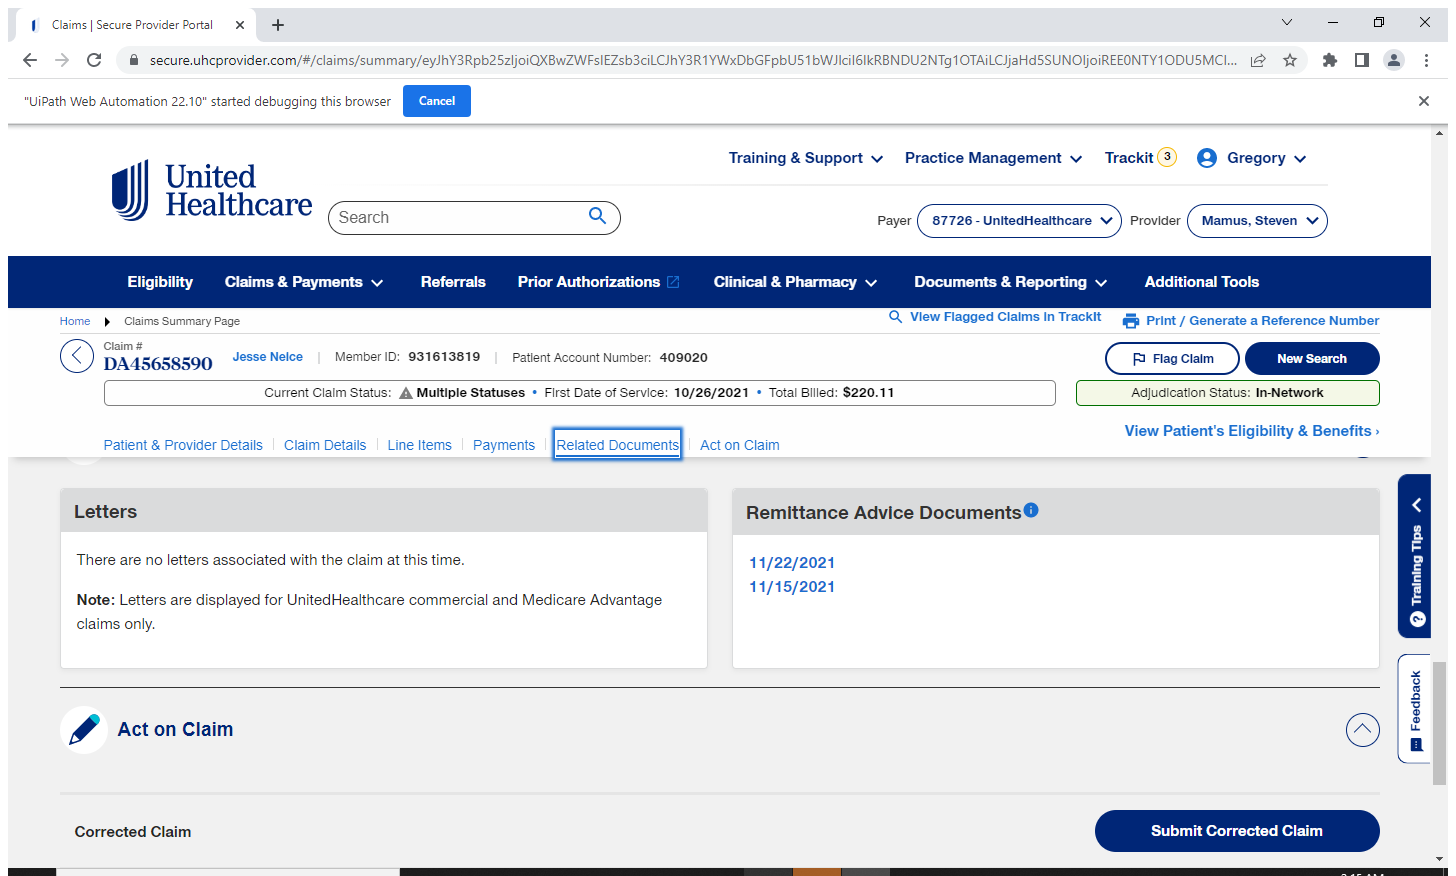 Claims | Secure Provider Portal
secure.uhcprovider.com/#/claims/summary/eyJhY3Rpb25zIjoiQXBwZWFsIEZsb3ciLCJhY3R1YWxDbGFpbU51bWJlciI6IkRBNDU2NTg1OTAiLCJjaHd5SUNOIjoiREE0NTY1ODU5MCI...
"UiPath Web Automation 22.10" started debugging this browser Cancel
Training & Support Practice Management Trackit 3 Gregory
United
Healthcare
Search
Payer 87726 - UnitedHealthcare Provider Mamus, Steven
Eligibility Claims & Payments Referrals Prior Authorizations Clinical & Pharmacy Documents & Reporting Additional Tools
Home Claims Summary Page View Flagged Claims in TrackIt Print / Generate a Reference Number
Claim #
DA45658590 Jesse Nelce | Member ID: 931613819 | Patient Account Number: 409020 Flag Claim New Search
Current Claim Status: Multiple Statuses • First Date of Service: 10/26/2021 • Total Billed: $220.11 Adjudication Status: In-Network
Patient & Provider Details Claim Details Line Items Payments Related Documents Act on Claim View Patient's Eligibility & Benefits ›
Letters
There are no letters associated with the claim at this time.
Note: Letters are displayed for UnitedHealthcare commercial and Medicare Advantage
claims only.
Remittance Advice Documents
11/22/2021
11/15/2021
Training Tips
Feedback
Act on Claim
Corrected Claim Submit Corrected Claim